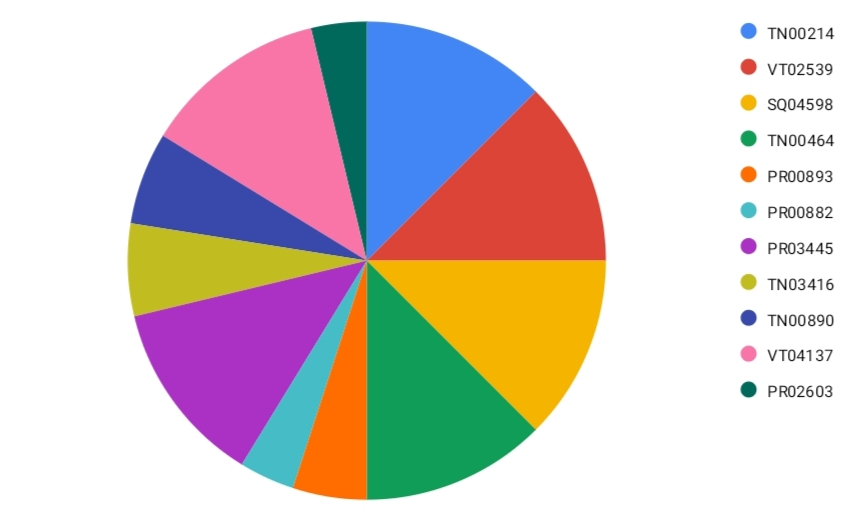 TN00214
VT02539
SQ04598
TN00464
PR00893
PR00882
PR03445
TN03416
TN00890
VT04137
PR02603